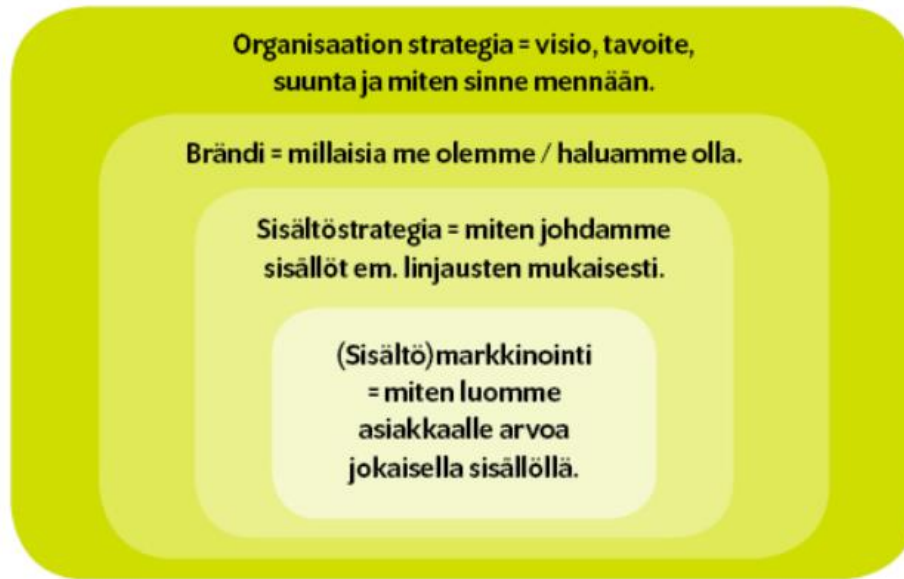 Organisaation strategia = visio, tavoite,
suunta ja miten sinne mennään.
Brändi = millaisia me olemme / haluamme olla.
Sisältöstrategia = miten johdamme
sisällöt em. linjausten mukaisesti.
(Sisältö)markkinointi
= miten luomme
asiakkaalle arvoa
jokaisella sisällöllä.